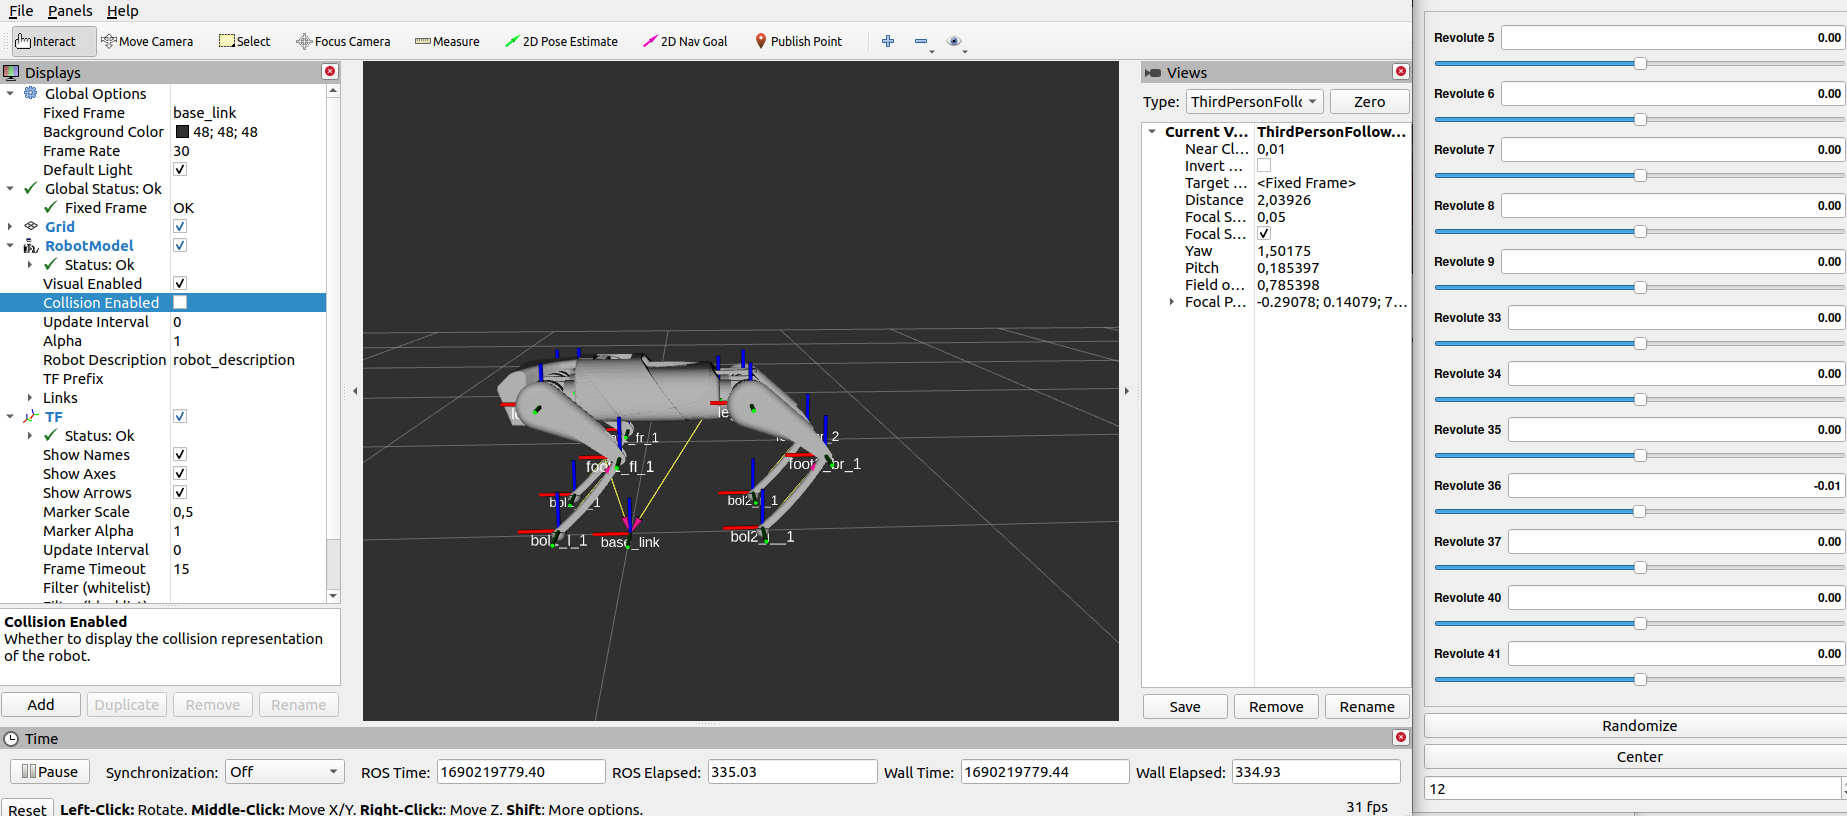 File Panels Help
Interact Move Camera Select Focus Camera Measure 2D Pose Estimate 2D Nav Goal Publish Point
Displays
Global Options
Fixed Frame base_link
Background Color 48; 48; 48
Frame Rate 30
Default Light
Global Status: Ok
Fixed Frame OK
Grid
RobotModel
Status: Ok
Visual Enabled
Collision Enabled
Update Interval 0
Alpha 1
Robot Description robot_description
TF Prefix
Links
TF
Status: Ok
Show Names
Show Axes
Show Arrows
Marker Scale 0,5
Marker Alpha 1
Update Interval 0
Frame Timeout 15
Filter (whitelist)
Collision Enabled
Whether to display the collision representation
of the robot.
Add Duplicate Remove Rename
base_link
Views
Type: ThirdPersonFollo Zero
Current V... ThirdPersonFollow...
Near Cl... 0,01
Invert ...
Target ... <Fixed Frame>
Distance 2,03926
Focal S... 0,05
Focal S...
Yaw 1,50175
Pitch 0,185397
Field o... 0,785398
Focal P... -0.29078; 0.14079; 7...
Save Remove Rename
Time
Pause Synchronization: Off ROS Time: 1690219779.40 ROS Elapsed: 335.03 Wall Time: 1690219779.44 Wall Elapsed: 334.93
Reset Left-Click: Rotate. Middle-Click: Move X/Y. Right-Click:: Move Z. Shift: More options. 31 fps
Revolute 5 0.00
Revolute 6 0.00
Revolute 7 0.00
Revolute 8 0.00
Revolute 9 0.00
Revolute 33 0.00
Revolute 34 0.00
Revolute 35 0.00
Revolute 36 -0.01
Revolute 37 0.00
Revolute 40 0.00
Revolute 41 0.00
Randomize
Center
12